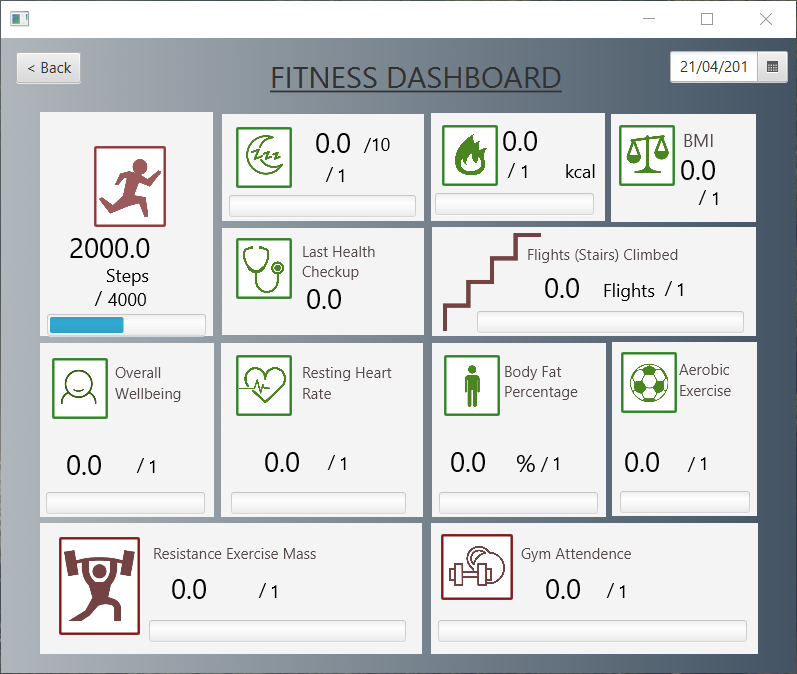 < Back
FITNESS DASHBOARD
21/04/201
2000.0
Steps
/ 4000
zzz
0.0 /10
/ 1
0.0
/ 1 kcal
BMI
0.0
/ 1
Last Health
Checkup
0.0
Flights (Stairs) Climbed
0.0 Flights / 1
Overall
Wellbeing
0.0 / 1
Resting Heart
Rate
0.0 / 1
Body Fat
Percentage
0.0 % / 1
Aerobic
Exercise
0.0 / 1
Resistance Exercise Mass
0.0 / 1
Gym Attendence
0.0 / 1